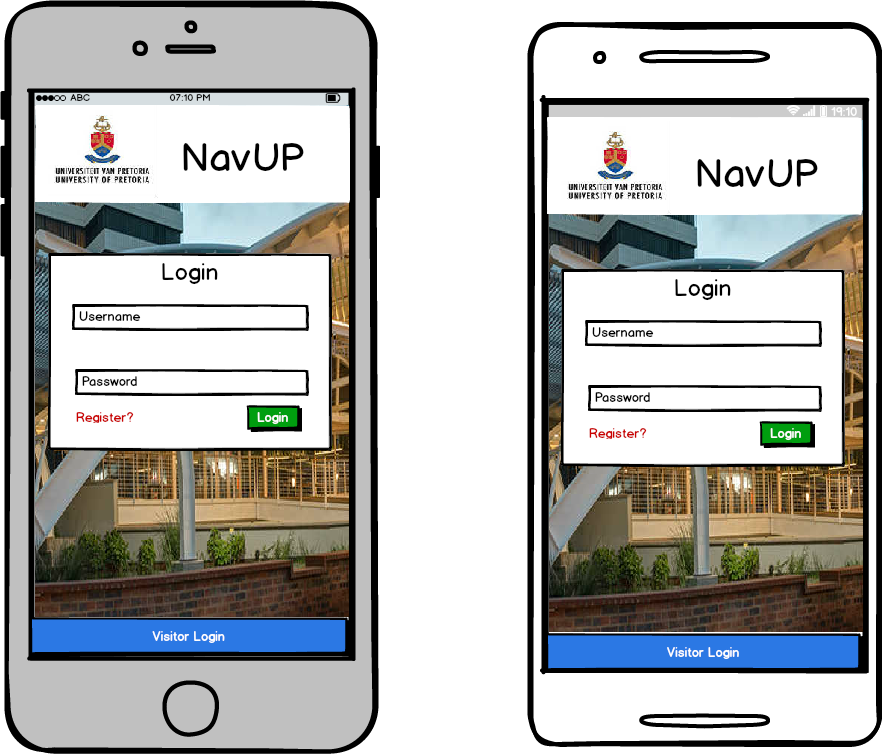 ●●●○○ ABC 07:10 PM
UNIVERSITEIT VAN PRETORIA
UNIVERSITY OF PRETORIA
NavUP
Login
Username
Password
Register? Login
Visitor Login
19:10
UNIVERSITEIT VAN PRETORIA
UNIVERSITY OF PRETORIA
NavUP
Login
Username
Password
Register? Login
Visitor Login